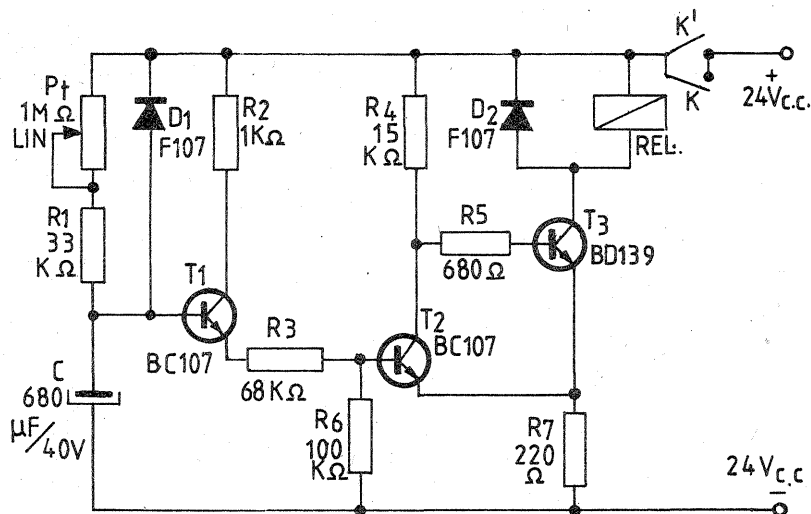 Pt
1MΩ
LIN
D1
F107
R2
1KΩ
R4
15
KΩ
D2
F107
REL.
K'
K
+
24Vc.c.
R1
33
KΩ
T1
BC107
R3
68KΩ
R5
680Ω
T3
BD139
T2
BC107
C
680
µF/40V
R6
100
KΩ
R7
220
Ω
24Vc.c
−